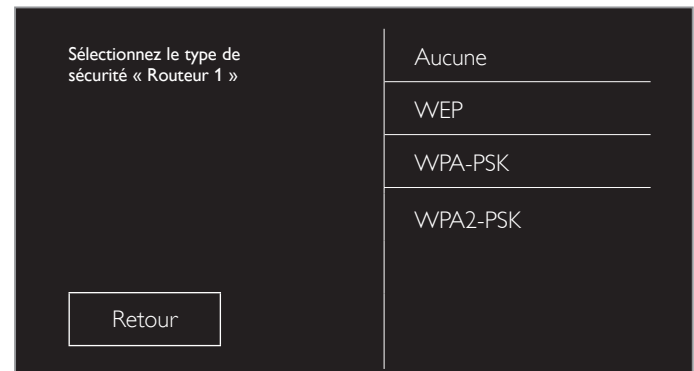 Sélectionnez le type de
sécurité « Routeur 1 »
Aucune
WEP
WPA-PSK
WPA2-PSK
Retour